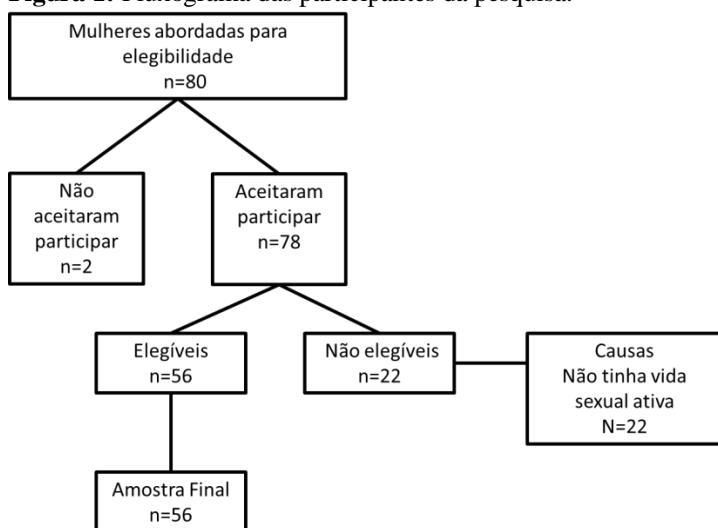 Figura 1. Fluxograma das participantes da pesquisa.
Mulheres abordadas para
elegibilidade
n=80
Não
aceitaram
participar
n=2
Aceitaram
participar
n=78
Elegíveis
n=56
Não elegíveis
n=22
Causas
Não tinha vida
sexual ativa
N=22
Amostra Final
n=56